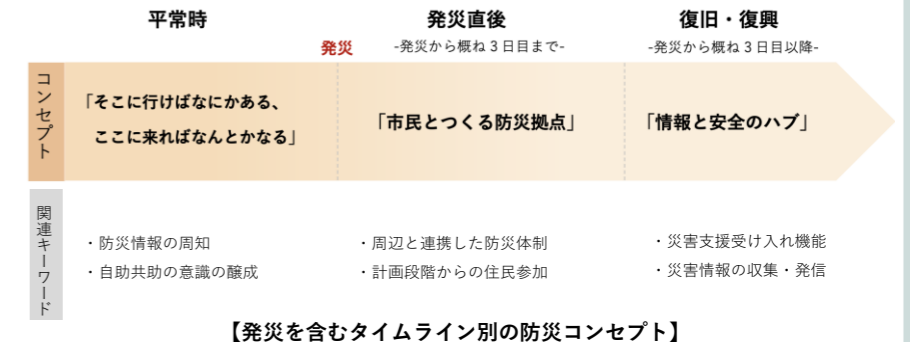 平常時
発災直後
復旧・復興
発災
-発災から概ね3日目まで-
-発災から概ね3日目以降-
コンセプト
「そこに行けばなにかある、
ここに来ればなんとかなる」
「市民とつくる防災拠点」
「情報と安全のハブ」
関連キーワード
・防災情報の周知
・自助共助の意識の醸成
・周辺と連携した防災体制
・計画段階からの住民参加
・災害支援受け入れ機能
・災害情報の収集・発信
【発災を含むタイムライン別の防災コンセプト】